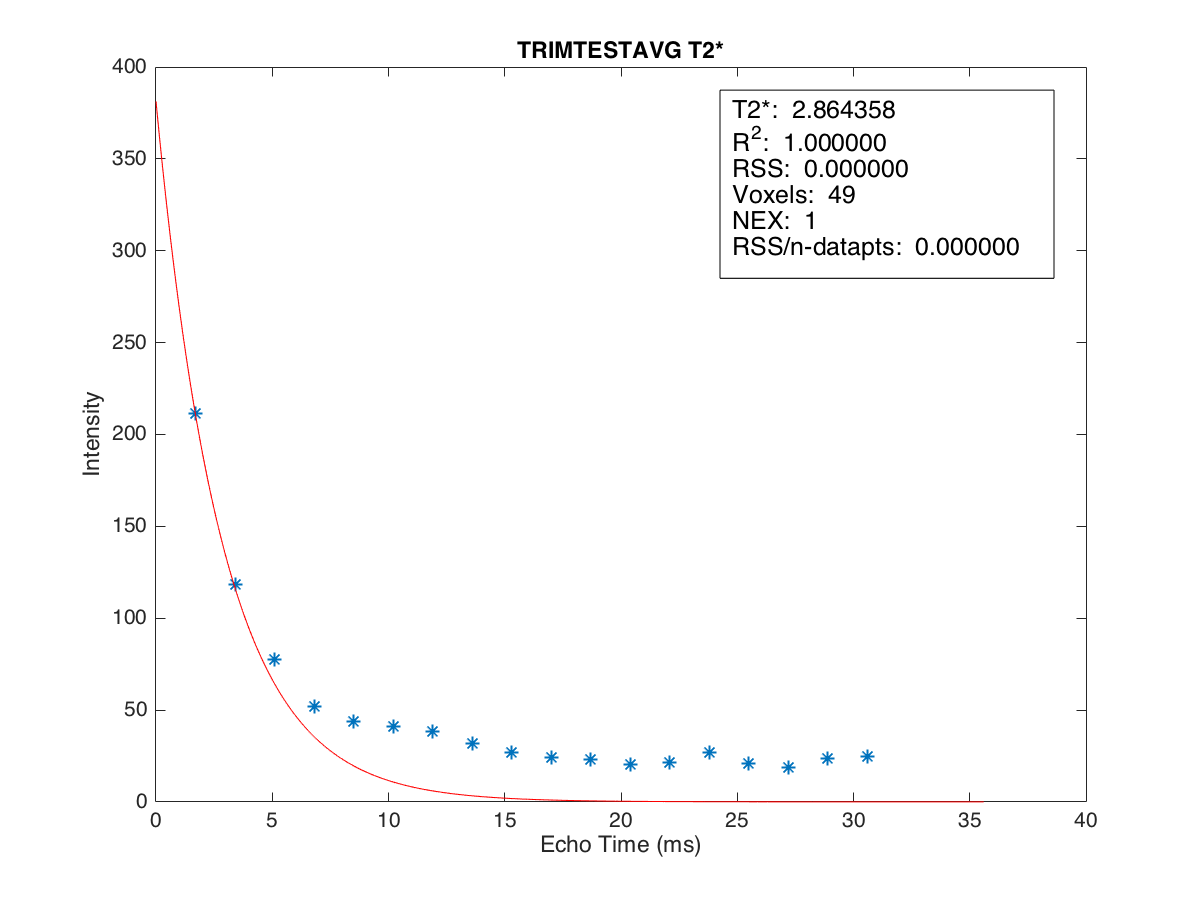 TRIMTESTAVG T2*
400
350
300
250
200
150
100
50
0
Intensity
T2*: 2.864358
R²: 1.000000
RSS: 0.000000
Voxels: 49
NEX: 1
RSS/n-datapts: 0.000000
0 5 10 15 20 25 30 35 40
Echo Time (ms)